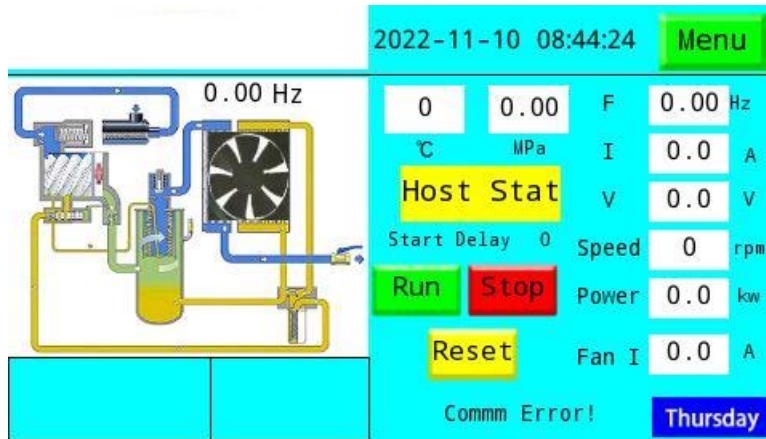 2022-11-10 08:44:24 Menu
0.00 Hz
0 0.00 F 0.00 Hz
℃ MPa I 0.0 A
Host Stat V 0.0 V
Start Delay 0 Speed 0 rpm
Run Stop Power 0.0 kw
Reset Fan I 0.0 A
Commm Error! Thursday